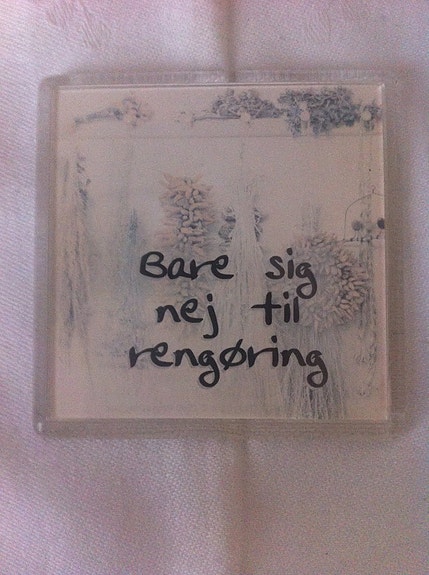 Bare sig
nej til
rengøring